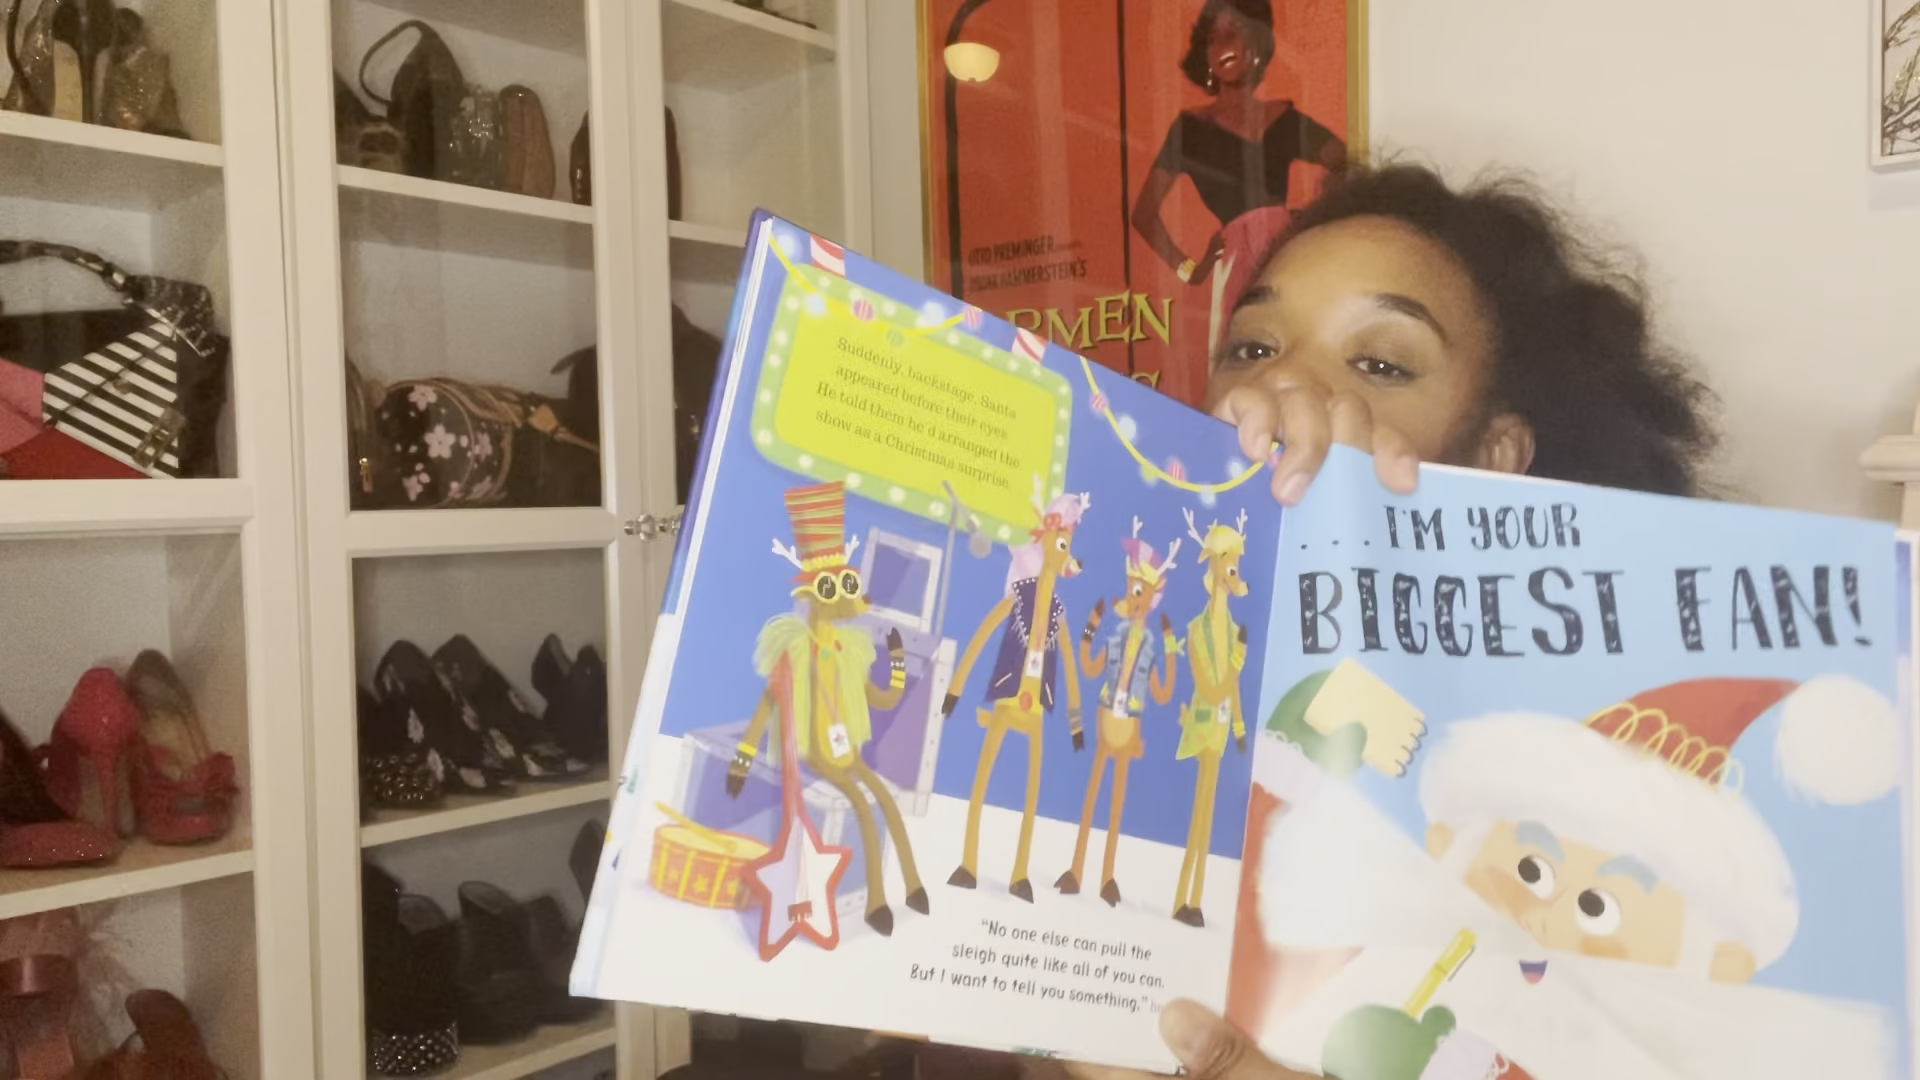 OTTO PREMINGER
OSCAR HAMMERSTEIN'S
RMEN
S
Suddenly, backstage, Santa
appeared before their eyes.
He told them he'd arranged the
show as a Christmas surprise.
"No one else can pull the
sleigh quite like all of you can.
But I want to tell you something,"
...I'M YOUR
BIGGEST FAN!